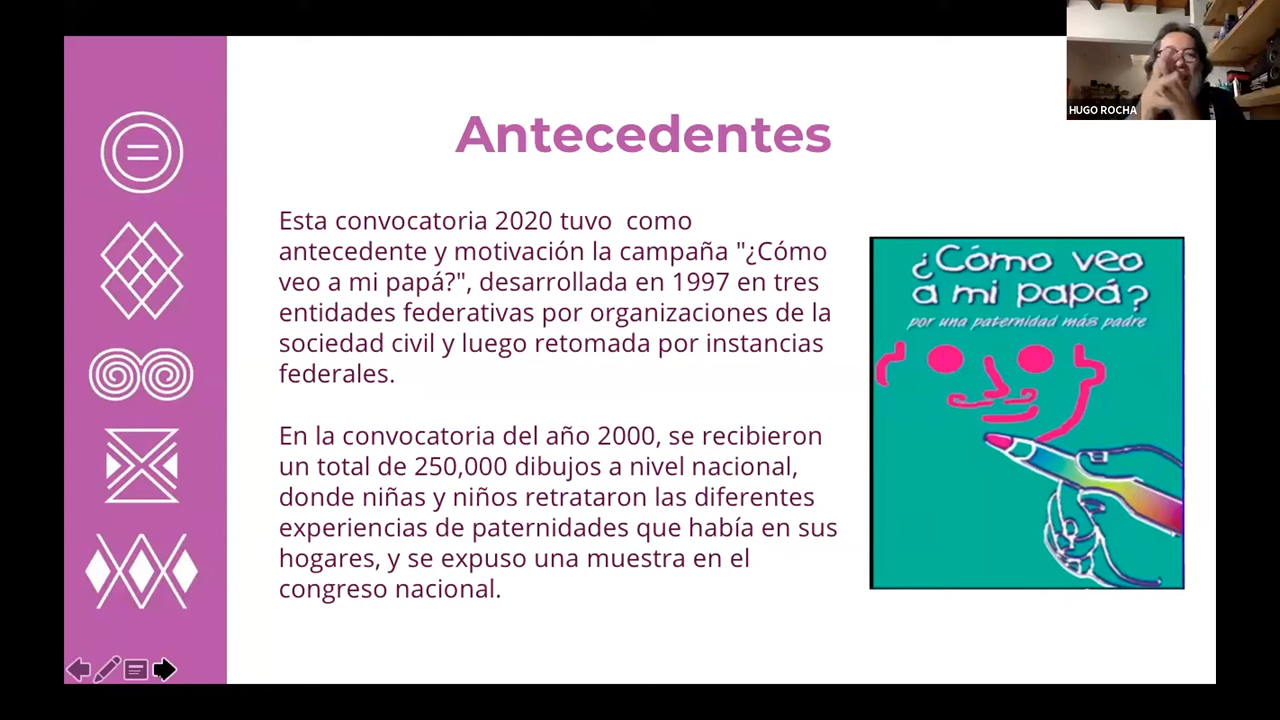 HUGO ROCHA
Antecedentes
Esta convocatoria 2020 tuvo  como
antecedente y motivación la campaña "¿Cómo
veo a mi papá?", desarrollada en 1997 en tres
entidades federativas por organizaciones de la
sociedad civil y luego retomada por instancias
federales.
En la convocatoria del año 2000, se recibieron
un total de 250,000 dibujos a nivel nacional,
donde niñas y niños retrataron las diferentes
experiencias de paternidades que había en sus
hogares, y se expuso una muestra en el
congreso nacional.
¿Cómo veo
a mi papá?
por una paternidad más padre